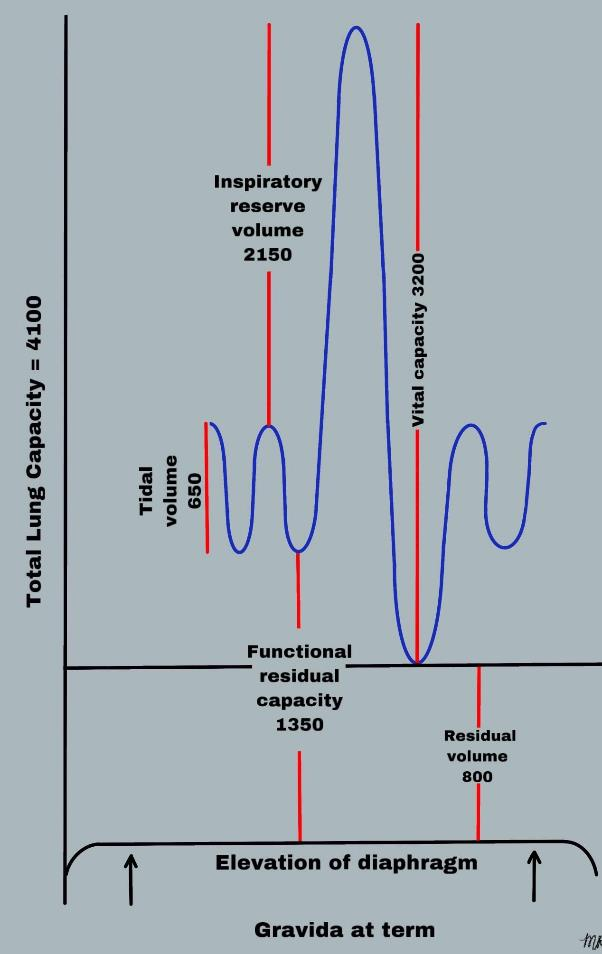 Inspiratory
reserve
volume
2150
Vital capacity 3200
Total Lung Capacity = 4100
Tidal
volume
650
Functional
residual
capacity
1350
Residual
volume
800
Elevation of diaphragm
Gravida at term